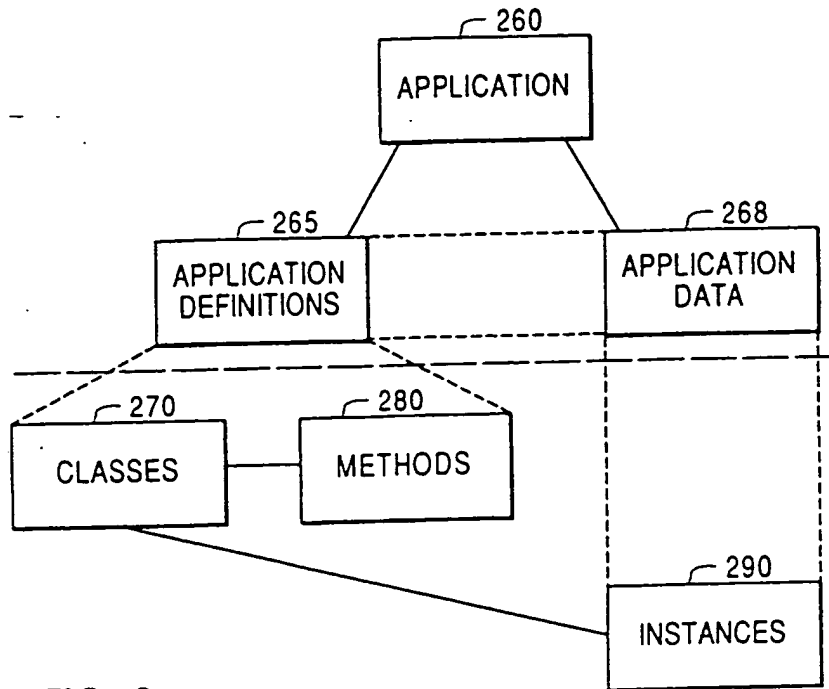 260
APPLICATION
265
268
APPLICATION
DEFINITIONS
APPLICATION
DATA
270
280
CLASSES
METHODS
290
INSTANCES